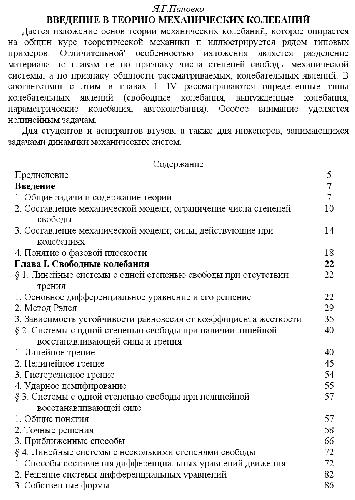 Я.Г.Пановко
ВВЕДЕНИЕ В ТЕОРИЮ МЕХАНИЧЕСКИХ КОЛЕБАНИЙ
Дается изложение основ теории механических колебаний, которое опирается
на общий курс теоретической механики и иллюстрируется рядом типовых
примеров. Отличительной особенностью изложения является разделение
материала по главам не по признаку числа степеней свободы механической
системы, а по признаку общности рассматриваемых колебательных явлений. В
соответствии с этим в главах I–IV рассматриваются определенные типы
колебательных явлений (свободные колебания, вынужденные колебания,
параметрические колебания, автоколебания). Особое внимание уделяется
нелинейным задачам.
Для студентов и аспирантов втузов, а также для инженеров, занимающихся
задачами динамики механических систем.
Содержание
Предисловие 5
Введение 7
1. Общие задачи и содержание теории 7
2. Составление механической модели; ограничение числа степеней 10
свободы
3. Составление механической модели; силы, действующие при 14
колебаниях
4. Понятие о фазовой плоскости 18
Глава I. Свободные колебания 22
§ 1. Линейные системы с одной степенью свободы при отсутствии 22
трения
1. Основное дифференциальное уравнение и его решение 22
2. Метод Рэлея 29
3. Зависимость устойчивости равновесия от коэффициента жесткости 35
§ 2. Системы с одной степенью свободы при наличии линейной 40
восстанавливающей силы и трения
1. Линейное трение 40
2. Нелинейное трение 45
3. Гистерезисное трение 54
4. Ударное демпфирование 55
§ 3. Системы с одной степенью свободы при нелинейной 57
восстанавливающей силе
1. Общие понятия 57
2. Точные решения 58
3. Приближенные способы 66
§ 4. Линейные системы с несколькими степенями свободы 72
1. Способы составления дифференциальных уравнений движения 72
2. Решение системы дифференциальных уравнений 82
3. Собственные формы 86